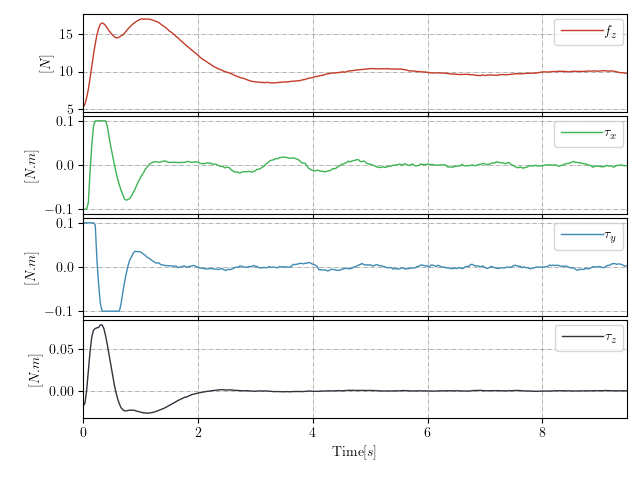 15
10
5
[N]
f_z
0.1
0.0
−0.1
[N.m]
τ_x
0.1
0.0
−0.1
[N.m]
τ_y
0.05
0.00
[N.m]
τ_z
0 2 4 6 8
Time[s]